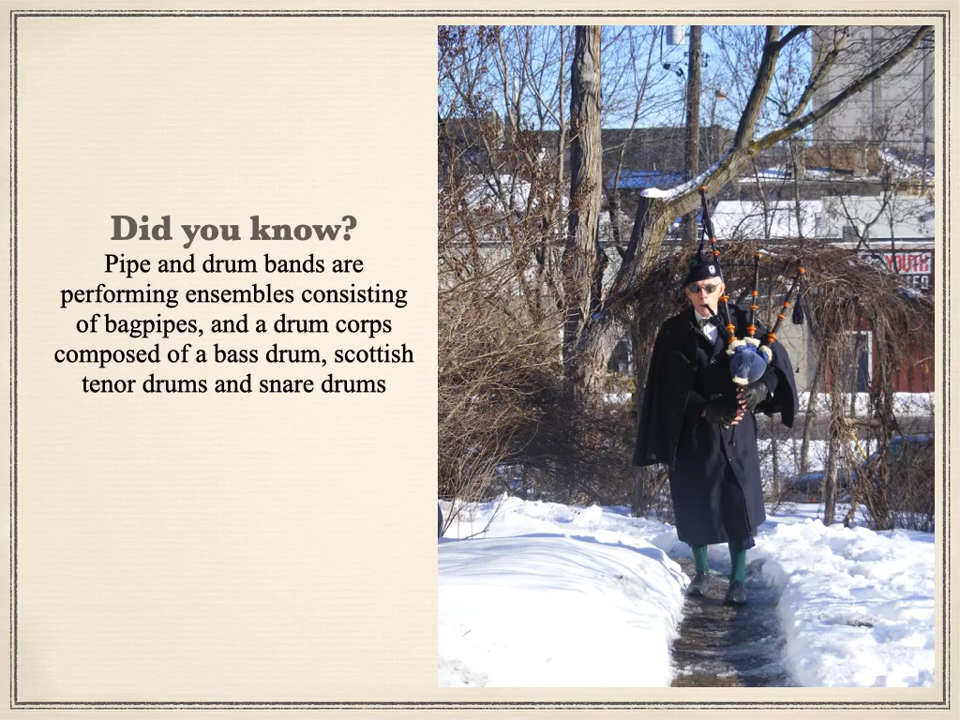 Did you know?
Pipe and drum bands are
performing ensembles consisting
of bagpipes, and a drum corps
composed of a bass drum, scottish
tenor drums and snare drums
YOUTH